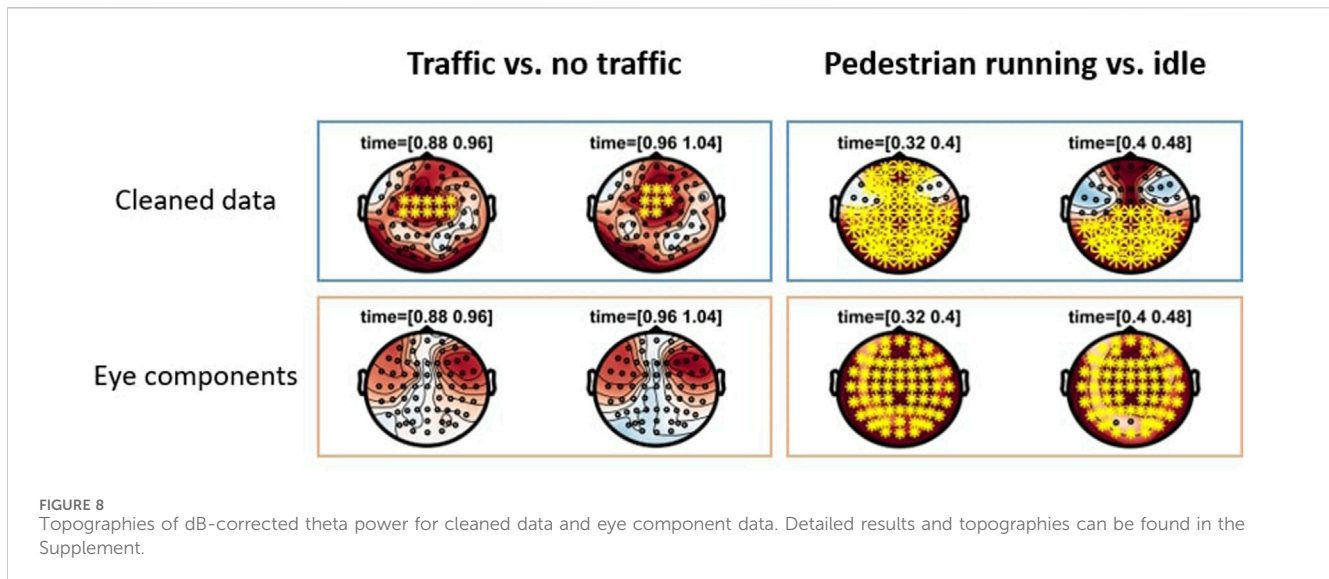 Traffic vs. no traffic
Pedestrian running vs. idle
Cleaned data
time=[0.88 0.96]
time=[0.96 1.04]
time=[0.32 0.4]
time=[0.4 0.48]
Eye components
time=[0.88 0.96]
time=[0.96 1.04]
time=[0.32 0.4]
time=[0.4 0.48]
FIGURE 8
Topographies of dB-corrected theta power for cleaned data and eye component data. Detailed results and topographies can be found in the
Supplement.